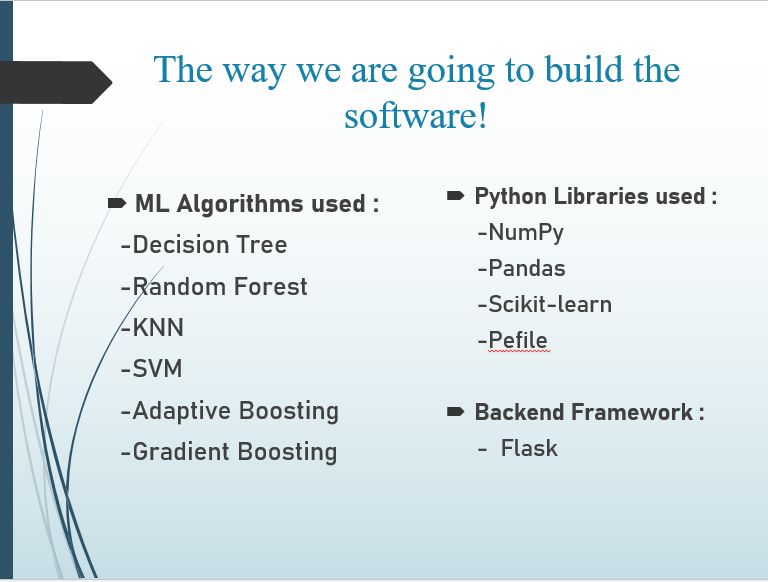 The way we are going to build the
software!
ML Algorithms used :
-Decision Tree
-Random Forest
-KNN
-SVM
-Adaptive Boosting
-Gradient Boosting
Python Libraries used :
-NumPy
-Pandas
-Scikit-learn
-Pefile
Backend Framework :
- Flask